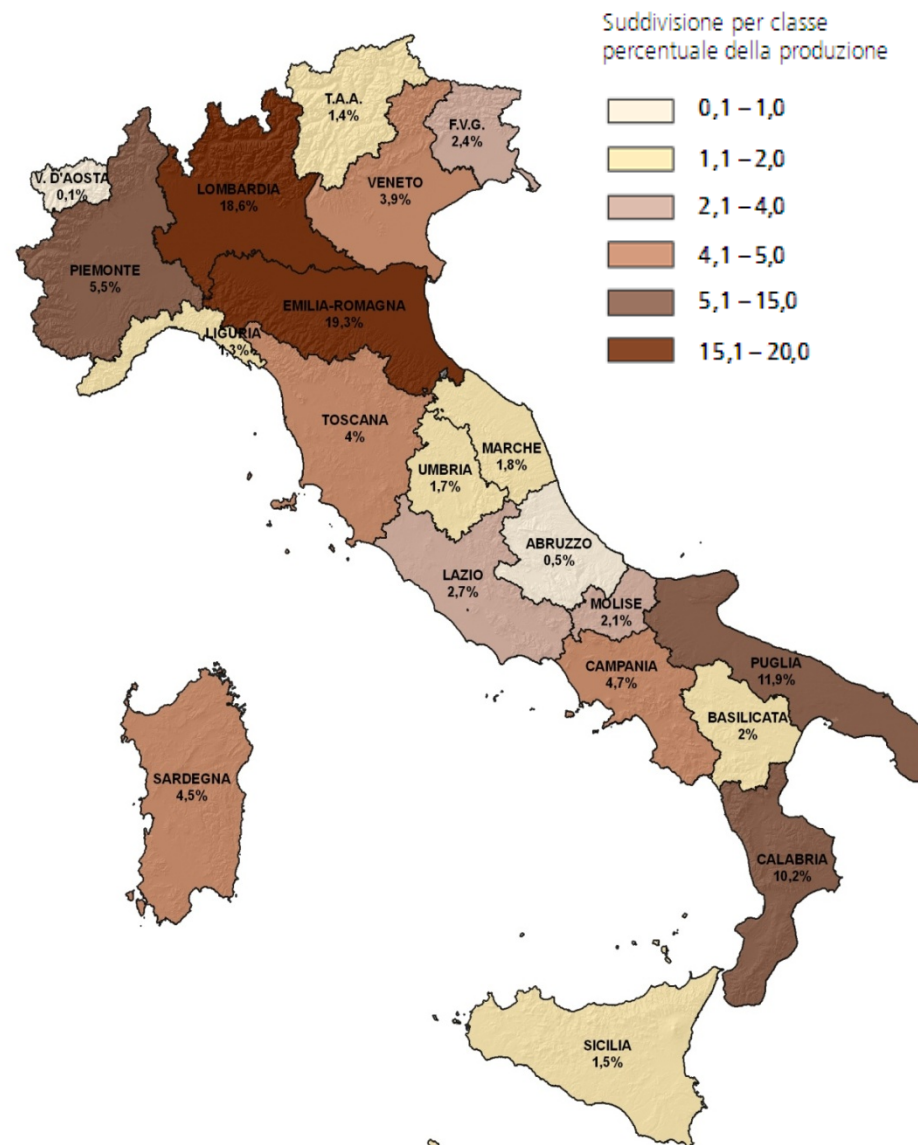 Suddivisione per classe
percentuale della produzione
0,1 – 1,0
1,1 – 2,0
2,1 – 4,0
4,1 – 5,0
5,1 – 15,0
15,1 – 20,0
T.A.A.
1,4%
F.V.G.
2,4%
V. D'AOSTA
0,1%
LOMBARDIA
18,6%
VENETO
3,9%
PIEMONTE
5,5%
EMILIA-ROMAGNA
19,3%
LIGURIA
1,3%
TOSCANA
4%
MARCHE
1,8%
UMBRIA
1,7%
ABRUZZO
0,5%
LAZIO
2,7%
MOLISE
2,1%
PUGLIA
11,9%
CAMPANIA
4,7%
BASILICATA
2%
SARDEGNA
4,5%
CALABRIA
10,2%
SICILIA
1,5%